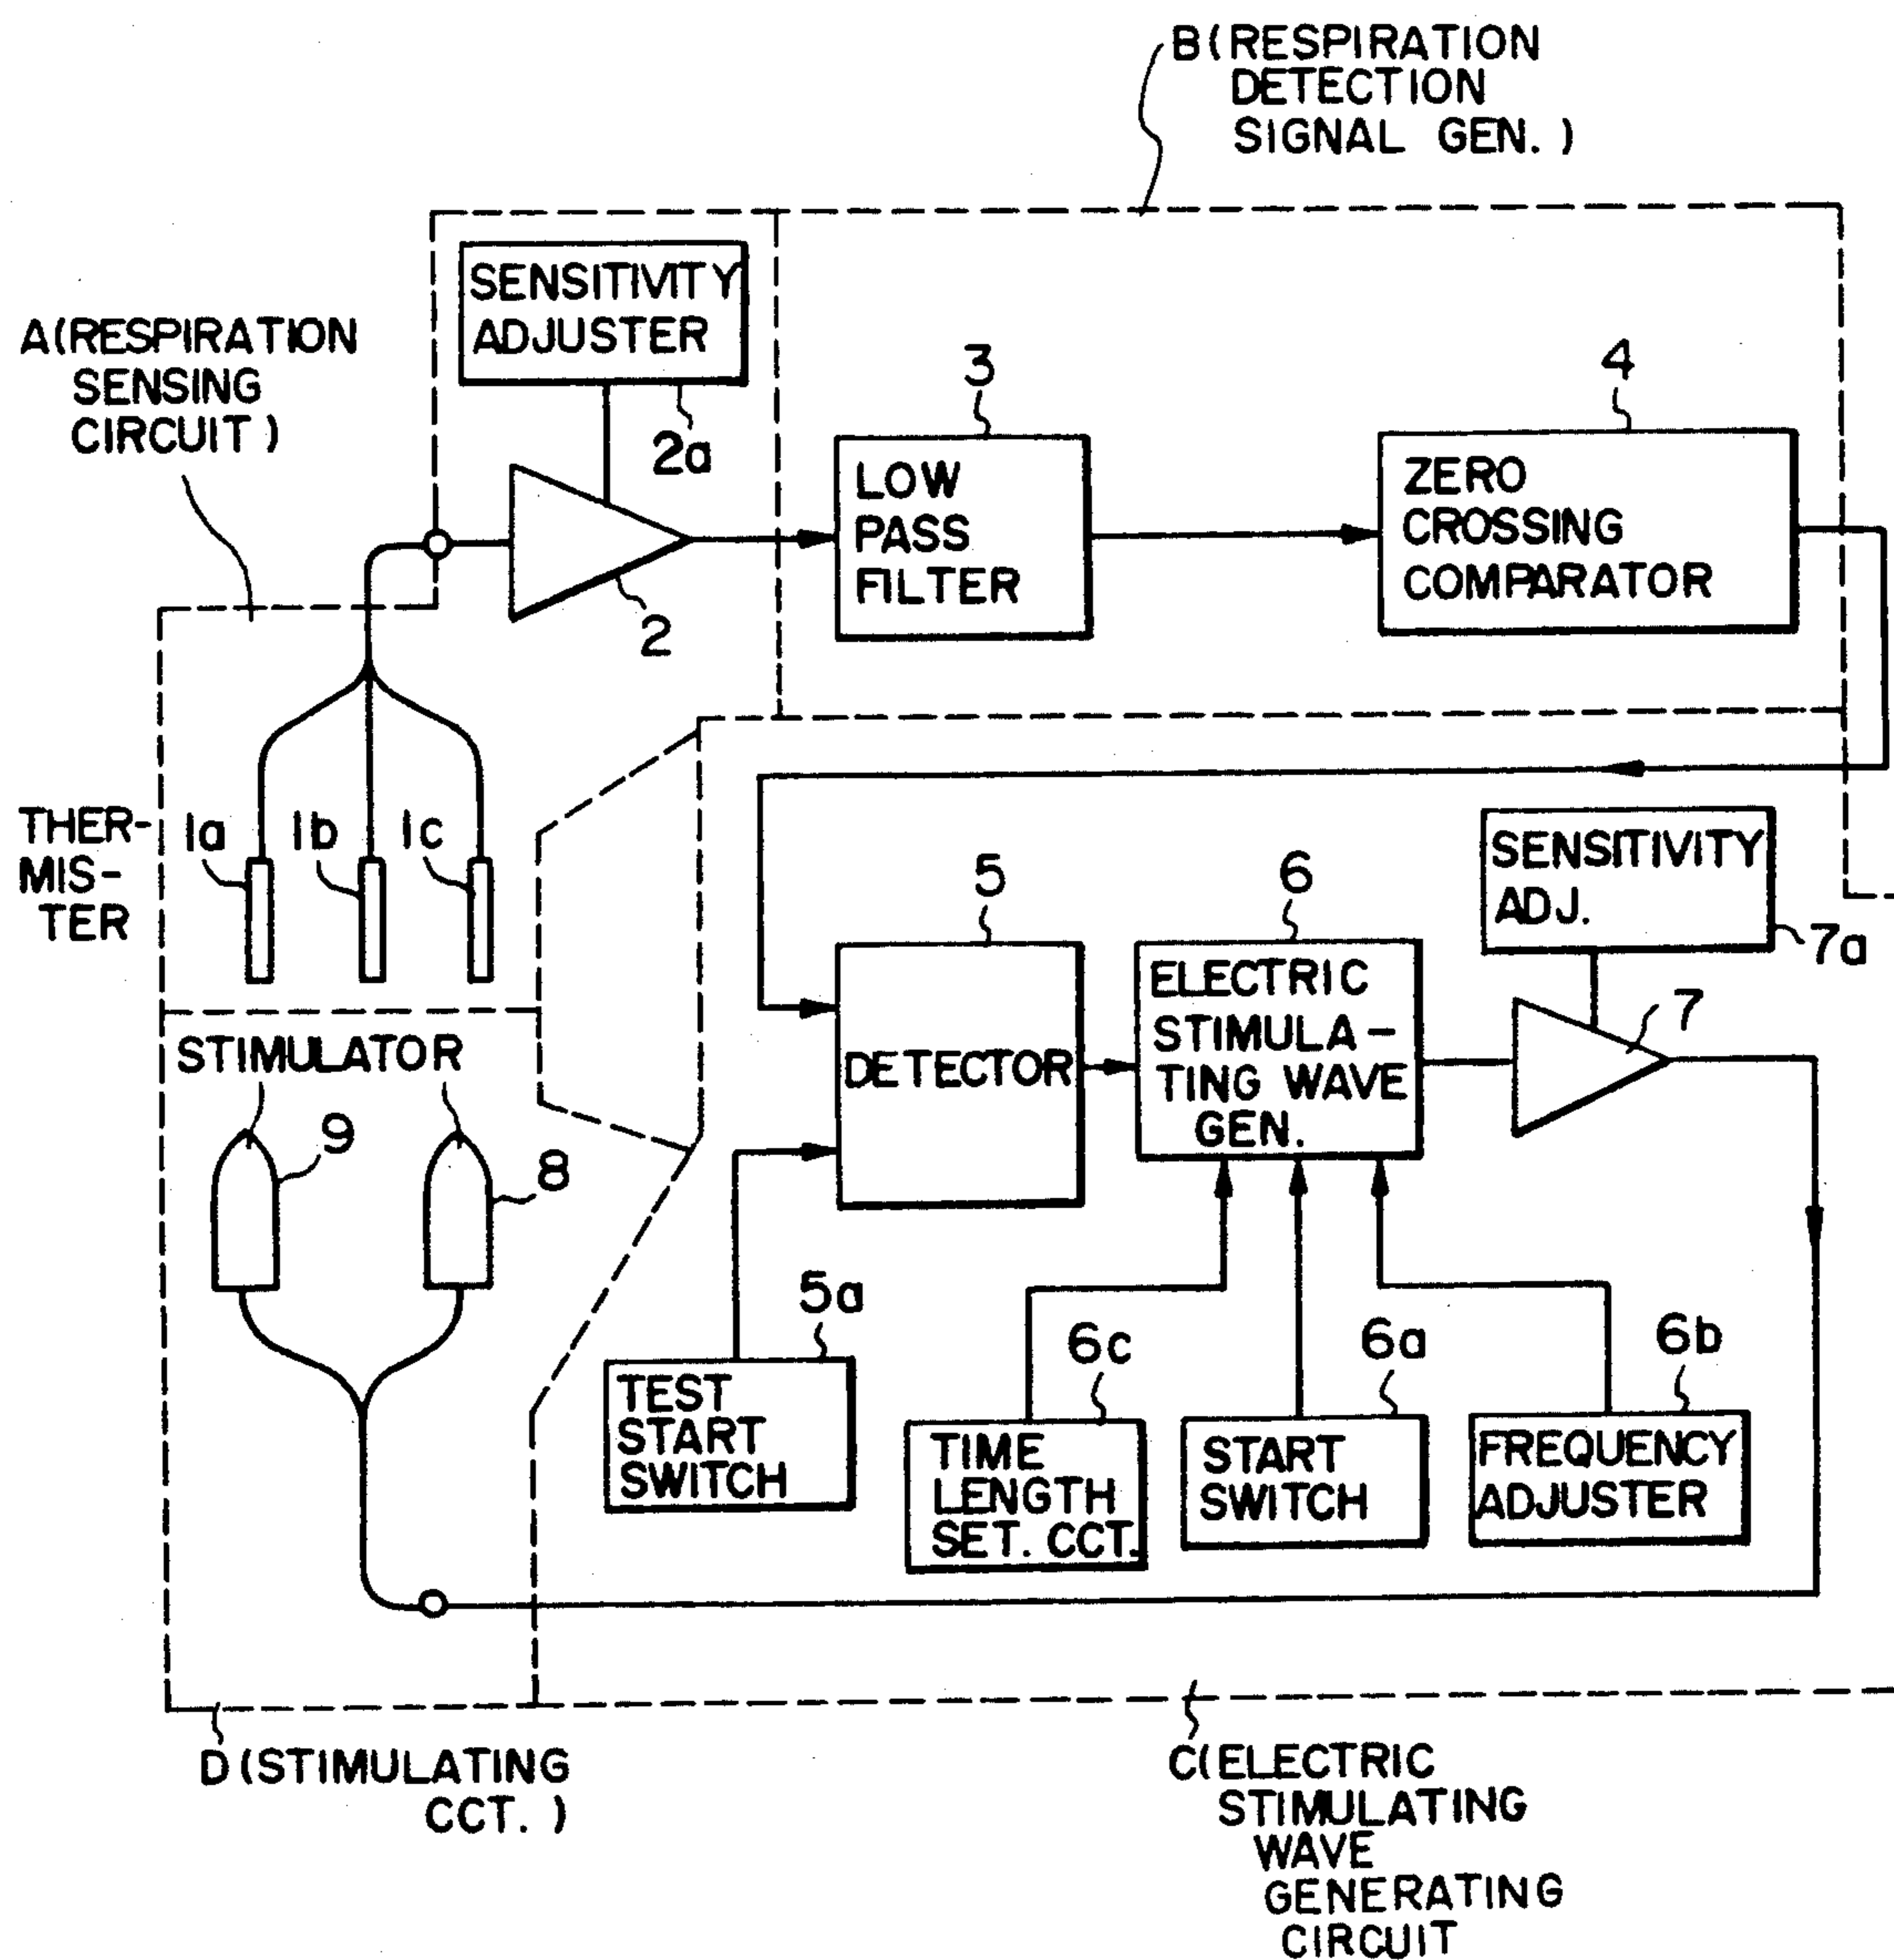 B(RESPIRATION
DETECTION
SIGNAL GEN.)
SENSITIVITY
ADJUSTER
2a
A(RESPIRATION
SENSING
CIRCUIT)
3
LOW
PASS
FILTER
4
ZERO
CROSSING
COMPARATOR
2
THER-
MIS-
TER
1a
1b
1c
SENSITIVITY
ADJ.
7a
5
DETECTOR
6
ELECTRIC
STIMULA-
TING WAVE
GEN.
7
STIMULATOR
9
8
5a
TEST
START
SWITCH
6c
TIME
LENGTH
SET. CCT.
6a
START
SWITCH
6b
FREQUENCY
ADJUSTER
D(STIMULATING
CCT.)
C(ELECTRIC
STIMULATING
WAVE
GENERATING
CIRCUIT